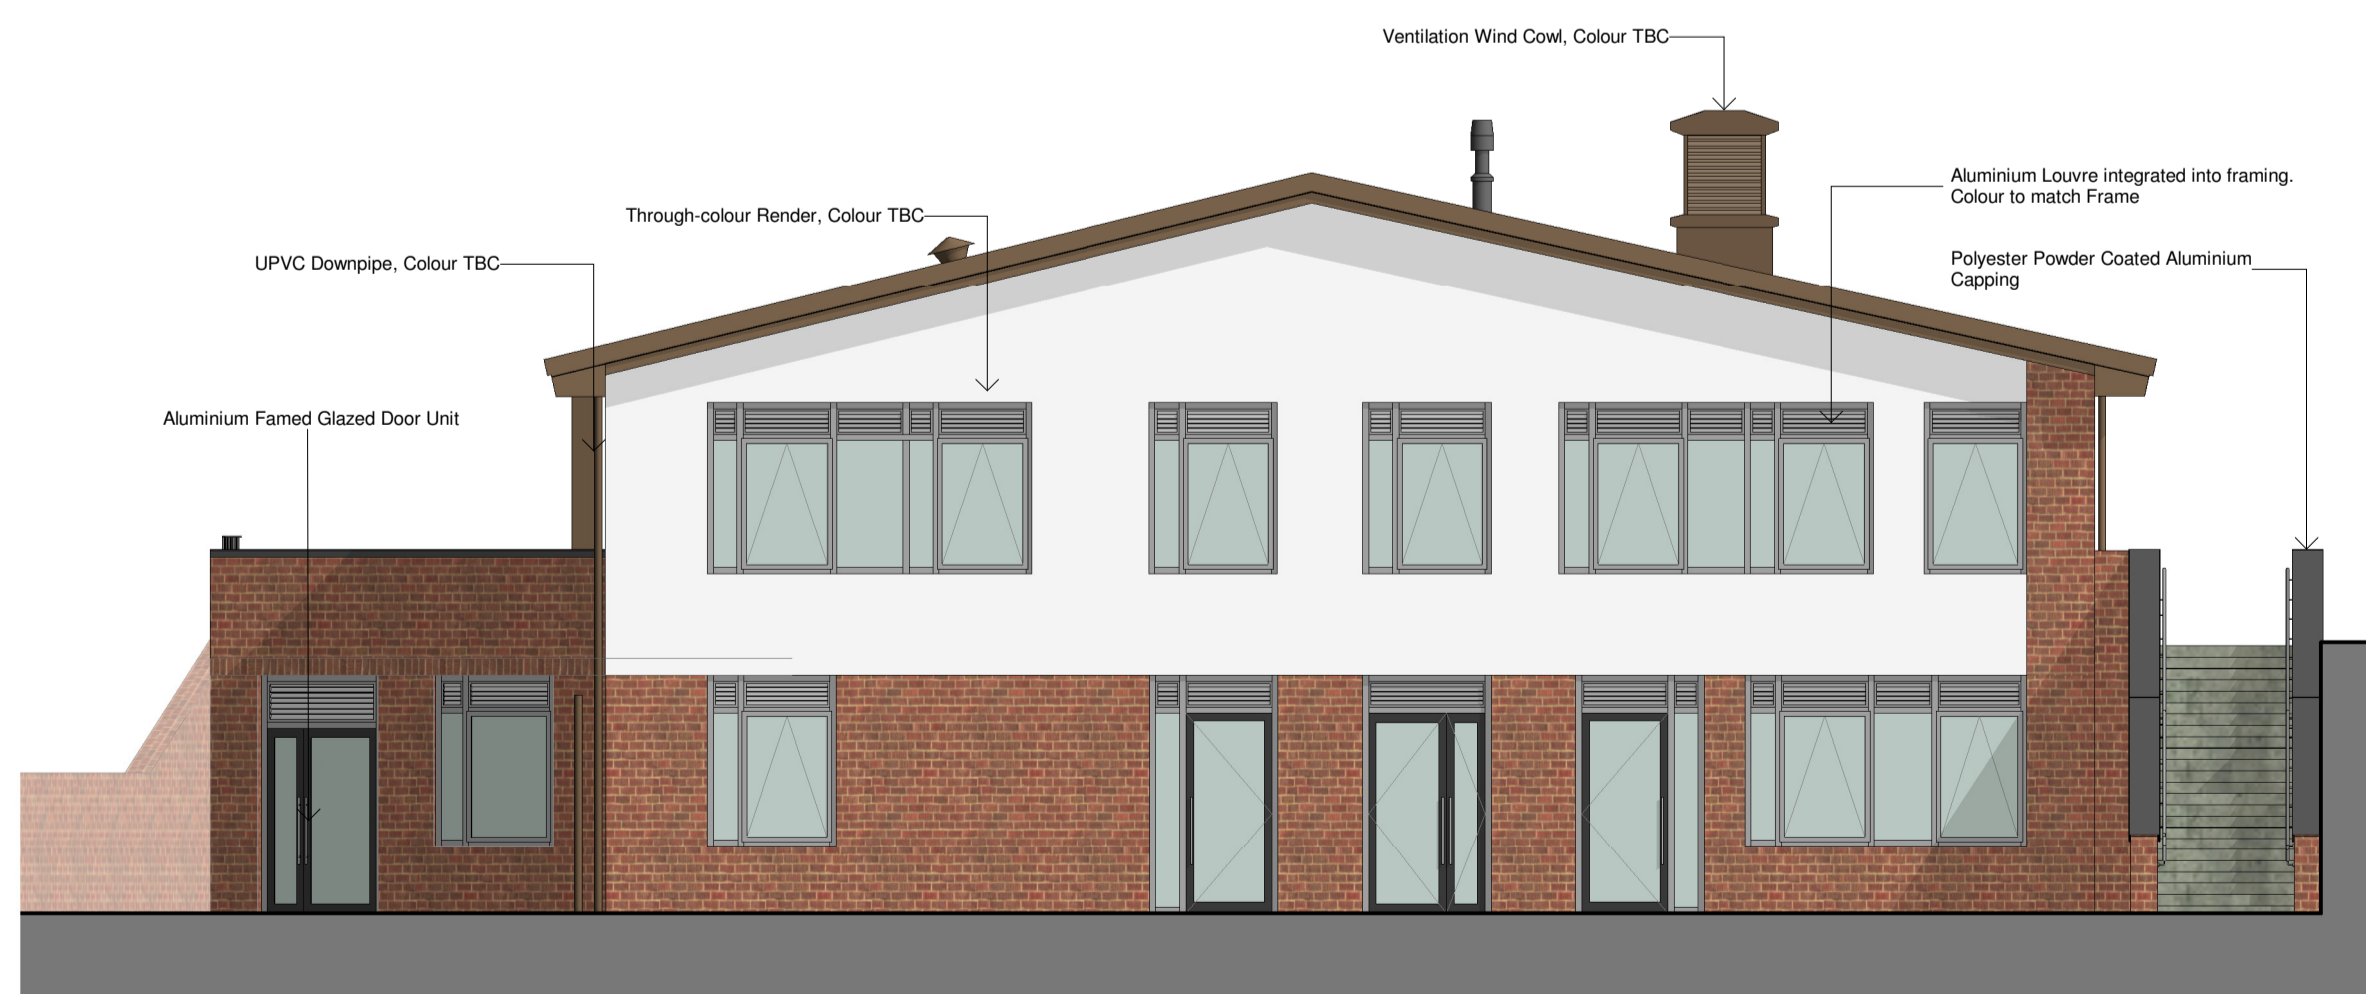 Ventilation Wind Cowl, Colour TBC
Aluminium Louvre integrated into framing.
Colour to match Frame
Through-colour Render, Colour TBC
UPVC Downpipe, Colour TBC
Polyester Powder Coated Aluminium
Capping
Aluminium Famed Glazed Door Unit